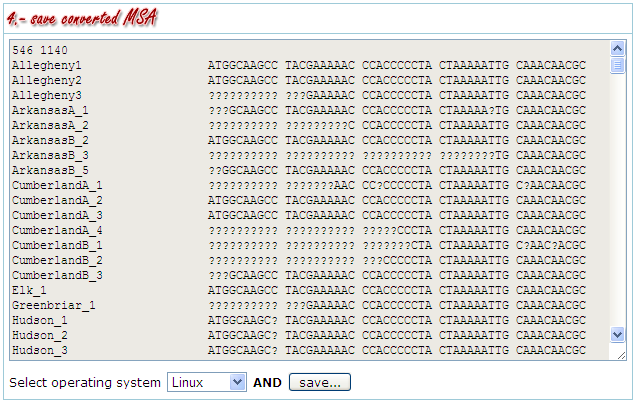 4.- save converted MSA
546 1140
Allegheny1 ATGGCAAGCC TACGAAAAAC CCACCCCCTA CTAAAAATTG CAAACAACGC
Allegheny2 ATGGCAAGCC TACGAAAAAC CCACCCCCTA CTAAAAATTG CAAACAACGC
Allegheny3 ?????????? ???GAAAAAC CCACCCCCTA CTAAAAATTG CAAACAACGC
ArkansasA_1 ???GCAAGCC TACGAAAAAC CCACCCCCTA CTAAAAA?TG CAAACAACGC
ArkansasA_2 ?????????? ?????????C CCACCCCCTA CTAAAAATTG CAAACAACGC
ArkansasB_2 ATGGCAAGCC TACGAAAAAC CCACCCCCTA CTAAAAATTG CAAACAACGC
ArkansasB_3 ?????????? ?????????? ?????????? ????????TG CAAACAACGC
ArkansasB_5 ??GGCAAGCC TACGAAAAAC CCACCCCCTA CTAAAAATTG CAAACAACGC
CumberlandA_1 ?????????? ???????AAC CC?CCCCCTA CTAAAAATTG C?AACAACGC
CumberlandA_2 ATGGCAAGCC TACGAAAAAC CCACCCCCTA CTAAAAATTG CAAACAACGC
CumberlandA_3 ATGGCAAGCC TACGAAAAAC CCACCCCCTA CTAAAAATTG CAAACAACGC
CumberlandA_4 ?????????? ?????????? ?????CCCTA CTAAAAATTG CAAACAACGC
CumberlandB_1 ?????????? ?????????? ???????CTA CTAAAAATTG C?AAC?ACGC
CumberlandB_2 ?????????? ?????????? ???CCCCCTA CTAAAAATTG CAAACAACGC
CumberlandB_3 ???GCAAGCC TACGAAAAAC CCACCCCCTA CTAAAAATTG CAAACAACGC
Elk_1 ATGGCAAGCC TACGAAAAAC CCACCCCCTA CTAAAAATTG CAAACAACGC
Greenbriar_1 ?????????? ???GAAAAAC CCACCCCCTA CTAAAAATTG CAAACAACGC
Hudson_1 ATGGCAAGC? TACGAAAAAC CCACCCCCTA CTAAAAATTG CAAACAACGC
Hudson_2 ATGGCAAGC? TACGAAAAAC CCACCCCCTA CTAAAAATTG CAAACAACGC
Hudson_3 ATGGCAAGC? TACGAAAAAC CCACCCCCTA CTAAAAATTG CAAACAACGC
Select operating system Linux AND save...